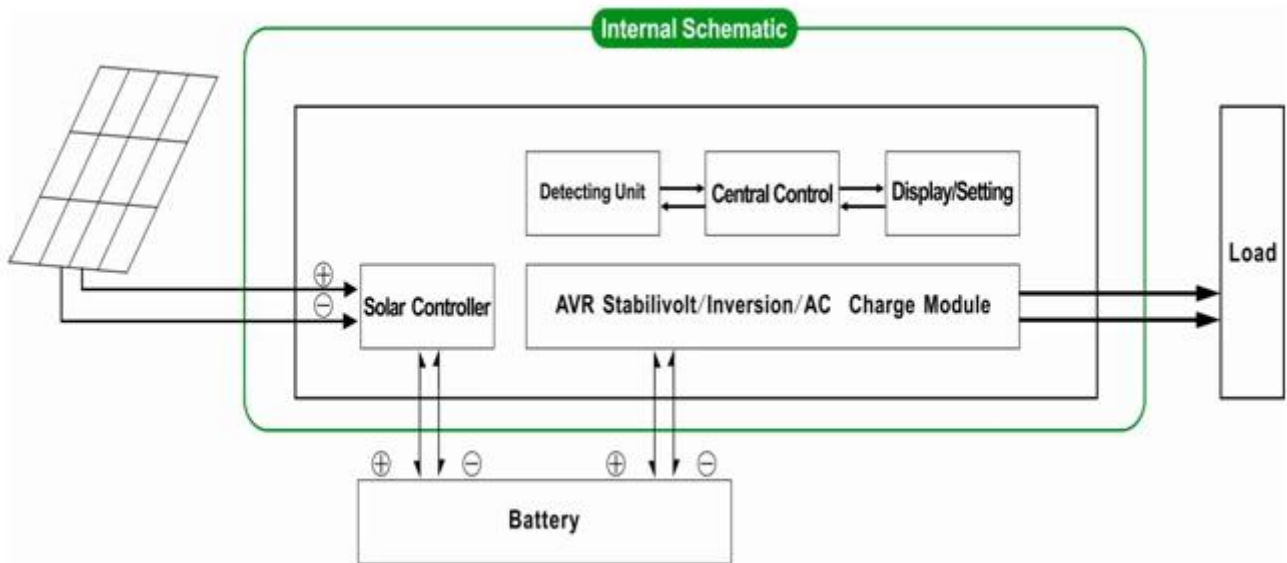 Internal Schematic
Detecting Unit
Central Control
Display/Setting
⊕
⊖
Solar Controller
AVR Stabilivolt/Inversion/AC Charge Module
Load
⊕ ⊖ ⊕ ⊖
Battery